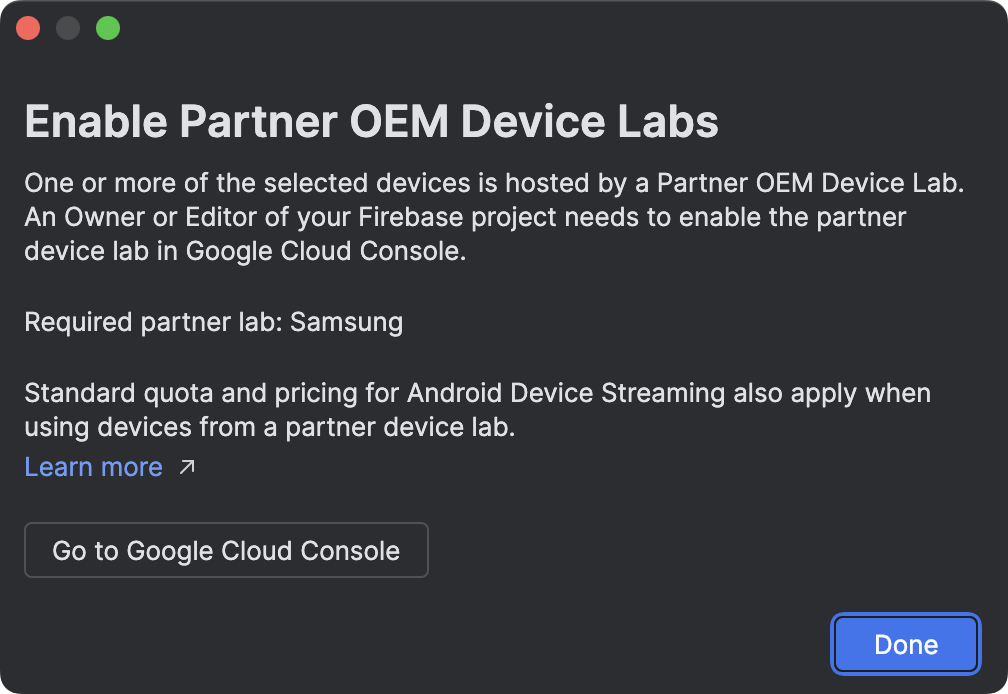 Enable Partner OEM Device Labs
One or more of the selected devices is hosted by a Partner OEM Device Lab.
An Owner or Editor of your Firebase project needs to enable the partner
device lab in Google Cloud Console.
Required partner lab: Samsung
Standard quota and pricing for Android Device Streaming also apply when
using devices from a partner device lab.
Learn more ↗
Go to Google Cloud Console
Done